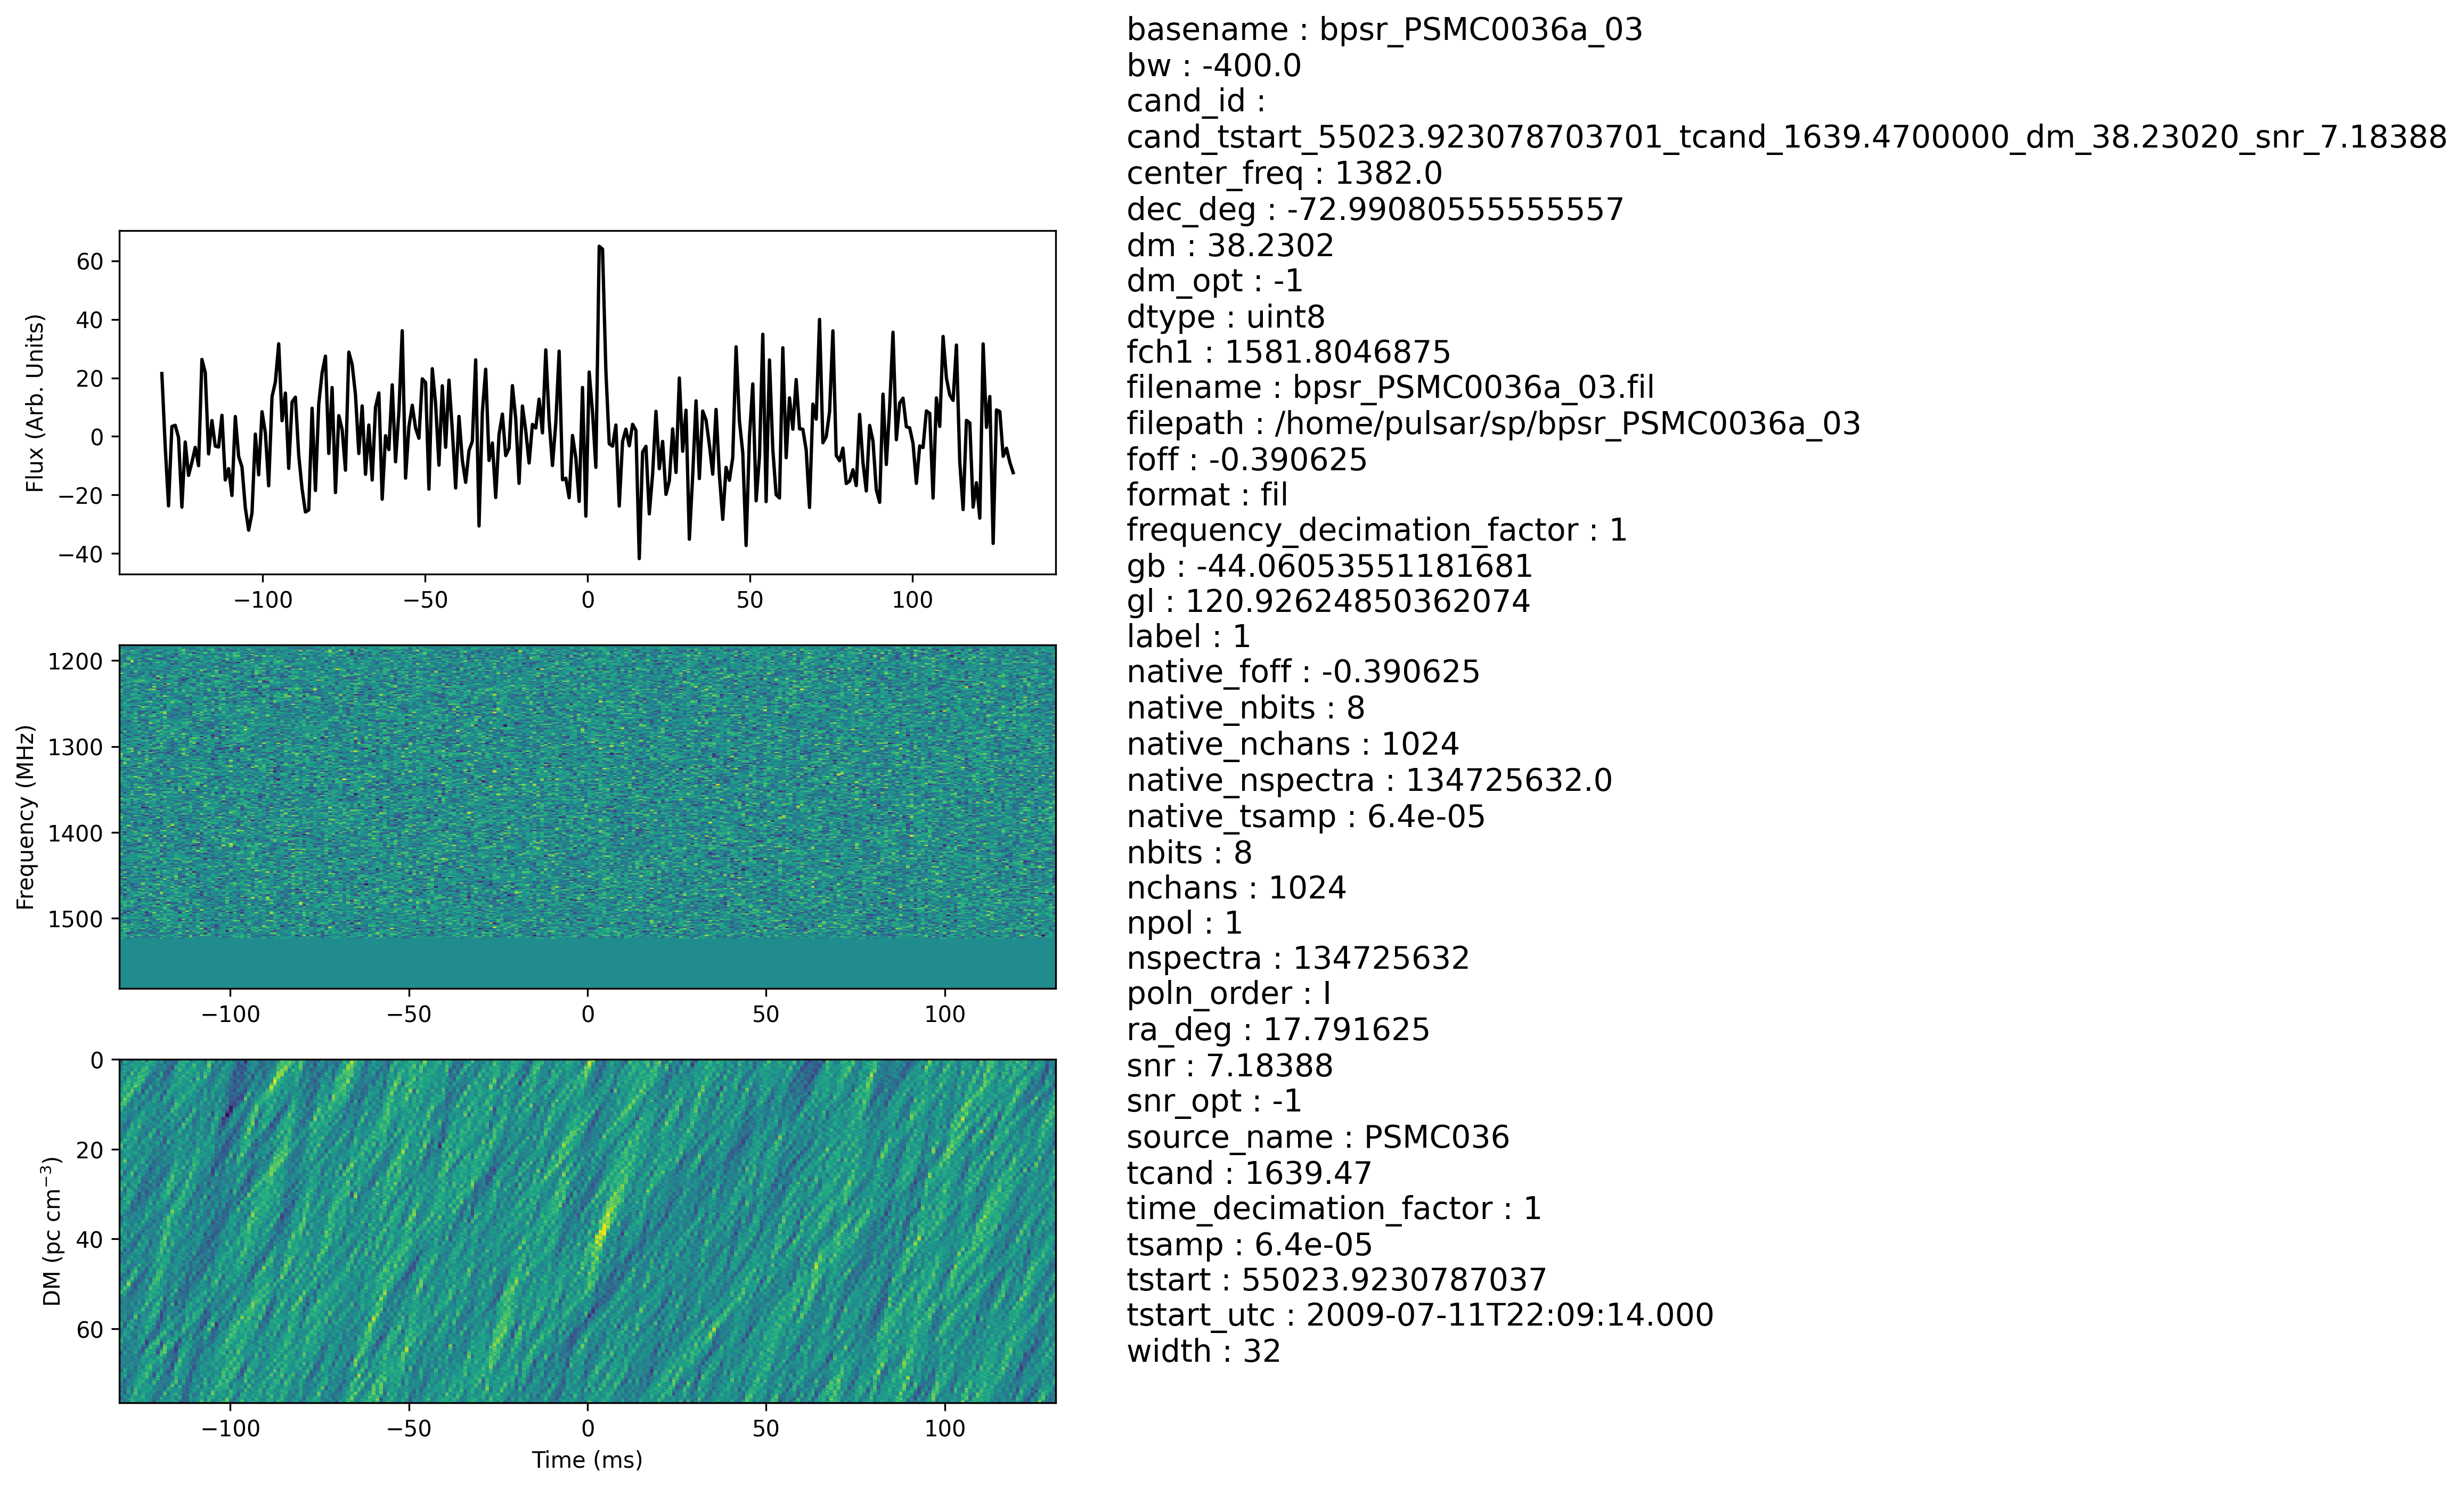 basename : bpsr_PSMC0036a_03
bw : -400.0
cand_id :
cand_tstart_55023.923078703701_tcand_1639.4700000_dm_38.23020_snr_7.18388
center_freq : 1382.0
dec_deg : -72.99080555555557
dm : 38.2302
dm_opt : -1
dtype : uint8
fch1 : 1581.8046875
filename : bpsr_PSMC0036a_03.fil
filepath : /home/pulsar/sp/bpsr_PSMC0036a_03
foff : -0.390625
format : fil
frequency_decimation_factor : 1
gb : -44.06053551181681
gl : 120.92624850362074
label : 1
native_foff : -0.390625
native_nbits : 8
native_nchans : 1024
native_nspectra : 134725632.0
native_tsamp : 6.4e-05
nbits : 8
nchans : 1024
npol : 1
nspectra : 134725632
poln_order : I
ra_deg : 17.791625
snr : 7.18388
snr_opt : -1
source_name : PSMC036
tcand : 1639.47
time_decimation_factor : 1
tsamp : 6.4e-05
tstart : 55023.9230787037
tstart_utc : 2009-07-11T22:09:14.000
width : 32
Flux (Arb. Units)
60
40
20
0
−20
−40
−100 −50 0 50 100
Frequency (MHz)
1200
1300
1400
1500
−100 −50 0 50 100
DM (pc cm⁻³)
0
20
40
60
−100 −50 0 50 100
Time (ms)